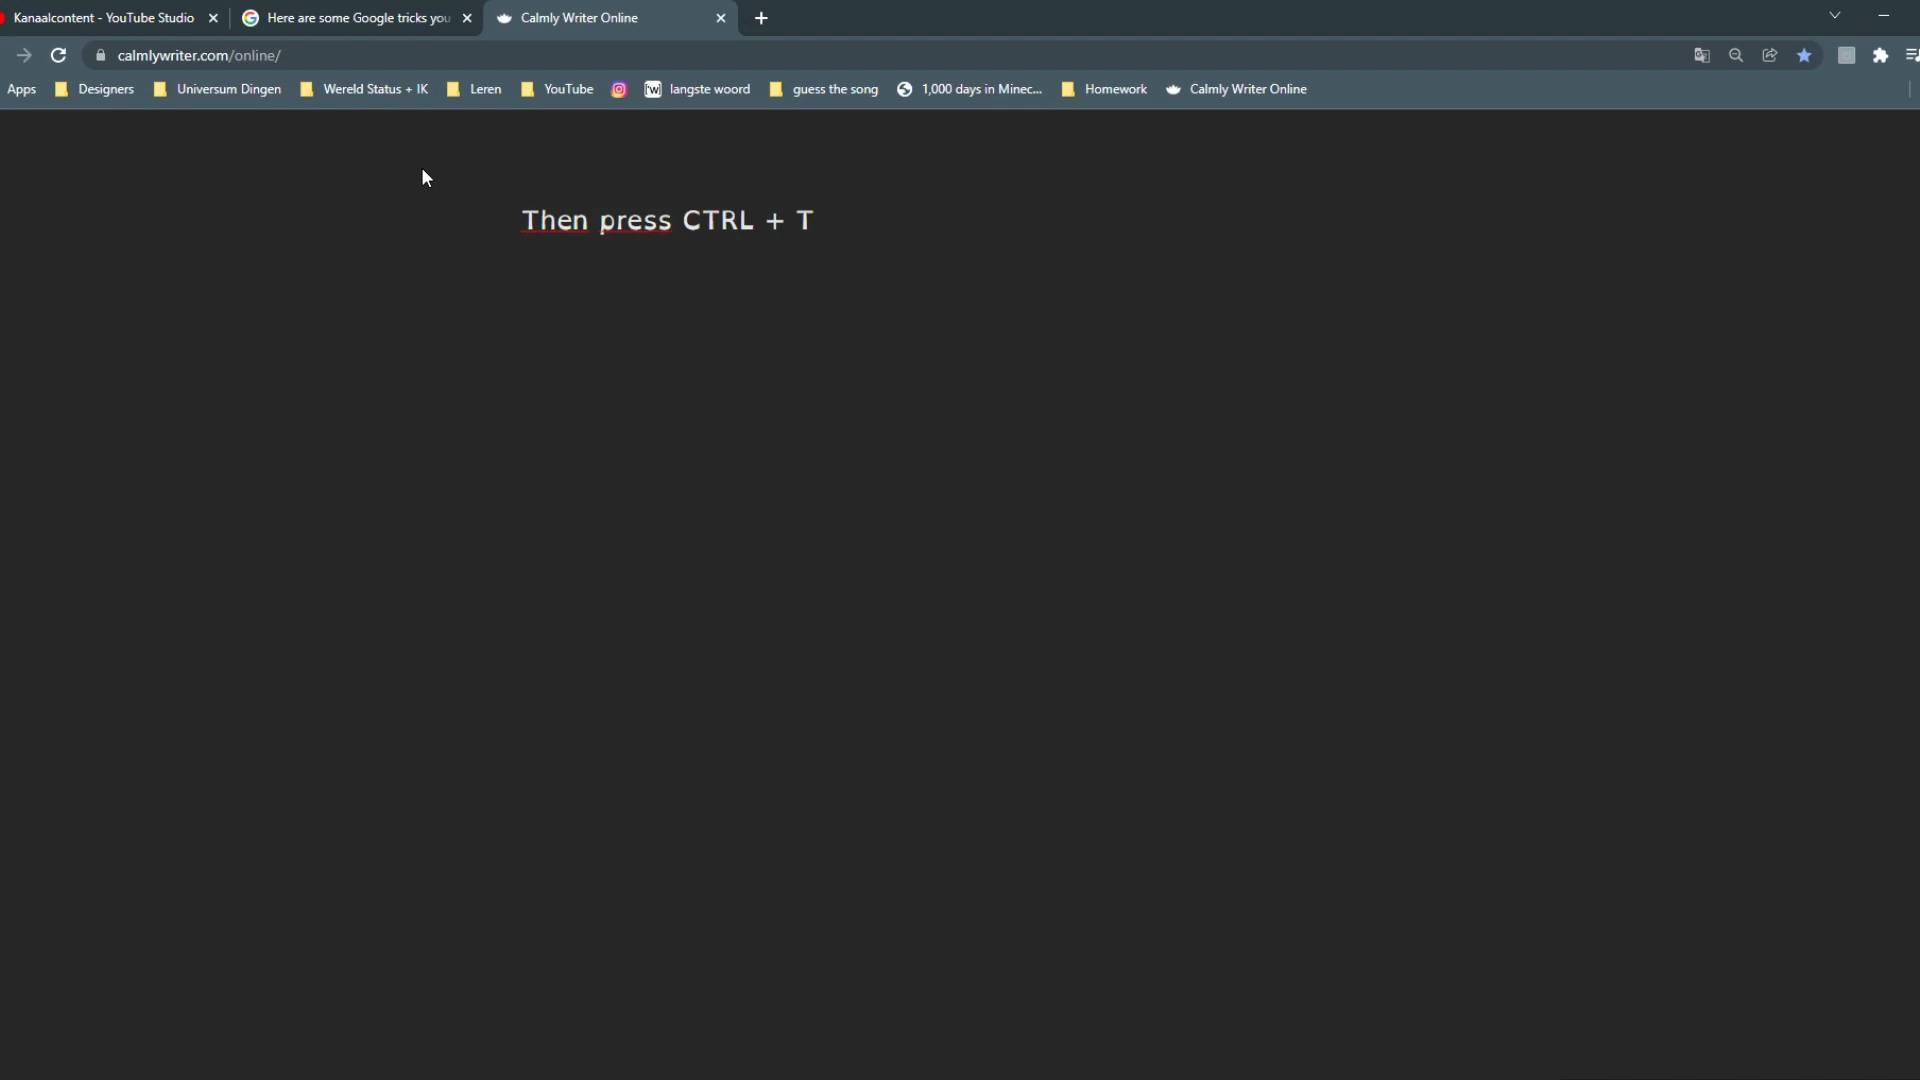 Kanaalcontent - YouTube Studio Here are some Google tricks you Calmly Writer Online
calmlywriter.com/online/
Apps Designers Universum Dingen Wereld Status + IK Leren YouTube langste woord guess the song 1,000 days in Minec... Homework Calmly Writer Online
Then press CTRL + T